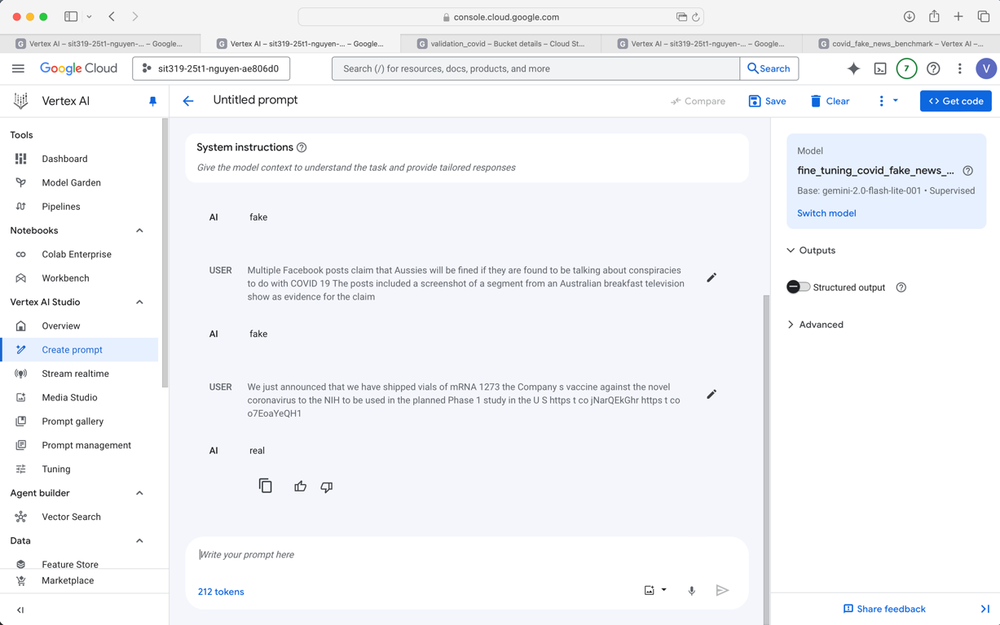 console.cloud.google.com
Vertex AI – sit319-25t1-nguyen-... – Google...
Vertex AI – sit319-25t1-nguyen-... – Google...
validation_covid – Bucket details – Cloud St...
Vertex AI – sit319-25t1-nguyen-... – Google...
covid_fake_news_benchmark – Vertex AI –...
Google Cloud
sit319-25t1-nguyen-ae806d0
Search (/) for resources, docs, products, and more
Search
7
V
Vertex AI
Untitled prompt
Compare
Save
Clear
Get code
Tools
Dashboard
Model Garden
Pipelines
Notebooks
Colab Enterprise
Workbench
Vertex AI Studio
Overview
Create prompt
Stream realtime
Media Studio
Prompt gallery
Prompt management
Tuning
Agent builder
Vector Search
Data
Feature Store
Marketplace
System instructions
Give the model context to understand the task and provide tailored responses
AI fake
USER Multiple Facebook posts claim that Aussies will be fined if they are found to be talking about conspiracies
to do with COVID 19 The posts included a screenshot of a segment from an Australian breakfast television
show as evidence for the claim
AI fake
USER We just announced that we have shipped vials of mRNA 1273 the Company s vaccine against the novel
coronavirus to the NIH to be used in the planned Phase 1 study in the U S https t co jNarQEkGhr https t co
o7EoaYeQH1
AI real
Write your prompt here
212 tokens
Model
fine_tuning_covid_fake_news_...
Base: gemini-2.0-flash-lite-001 • Supervised
Switch model
Outputs
Structured output
Advanced
Share feedback